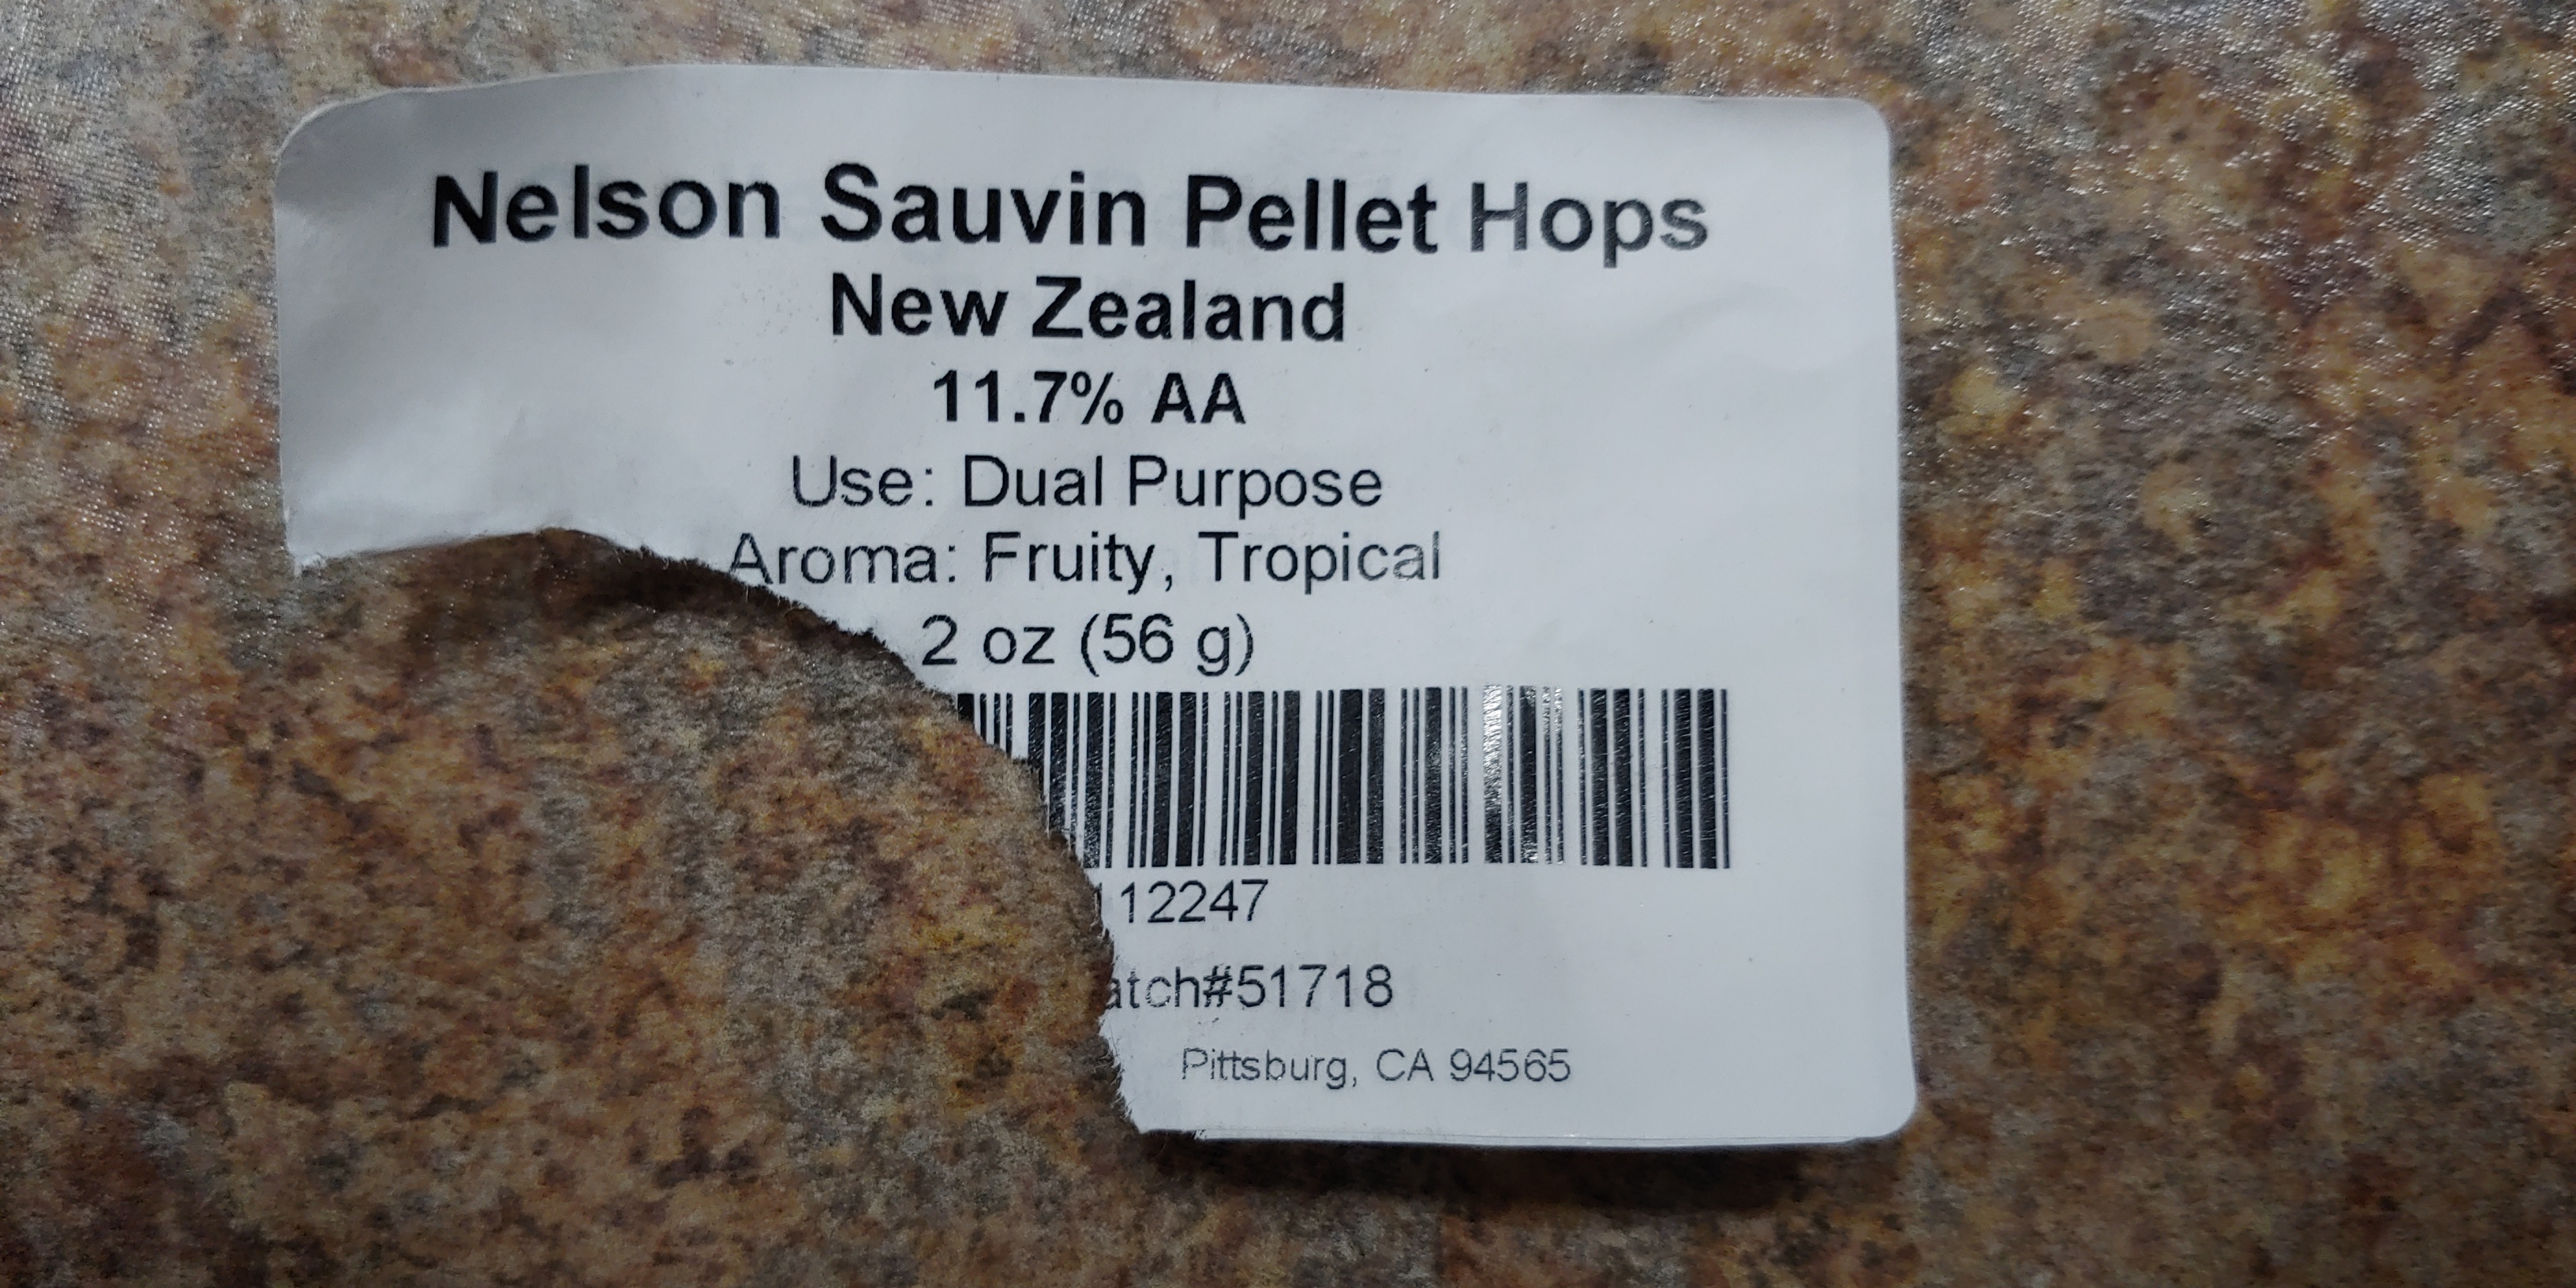 Nelson Sauvin Pellet Hops
New Zealand
11.7% AA
Use: Dual Purpose
Aroma: Fruity, Tropical
2 oz (56 g)
112247
atch#51718
Pittsburg, CA 94565